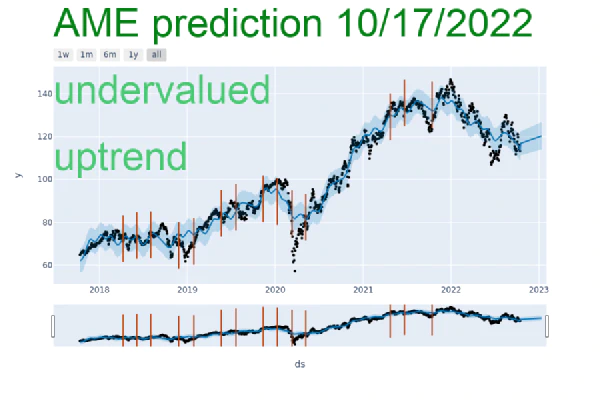 AME prediction 10/17/2022
1w 1m 6m 1y all
undervalued
uptrend
140
120
100
80
60
y
2018 2019 2020 2021 2022 2023
ds